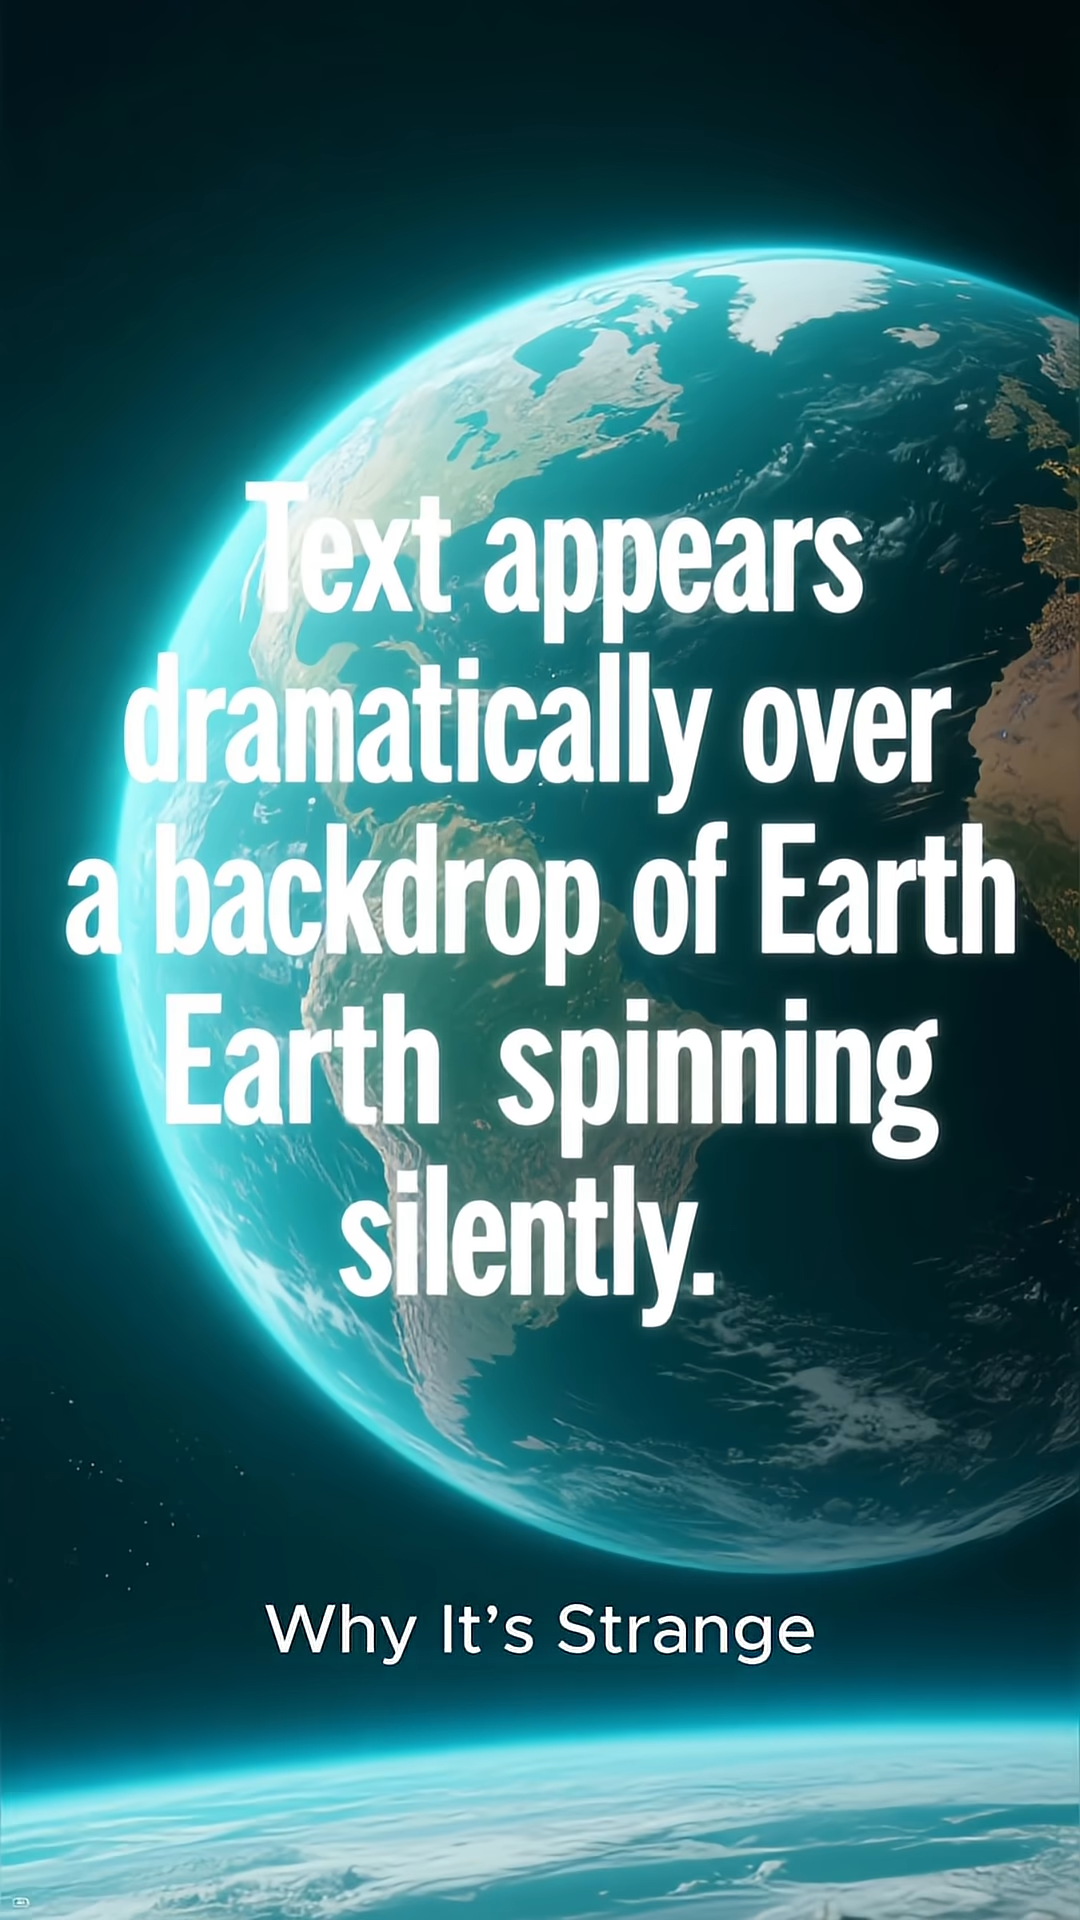 Text appears
dramatically over
a backdrop of Earth
Earth spinning
silently.
Why It’s Strange